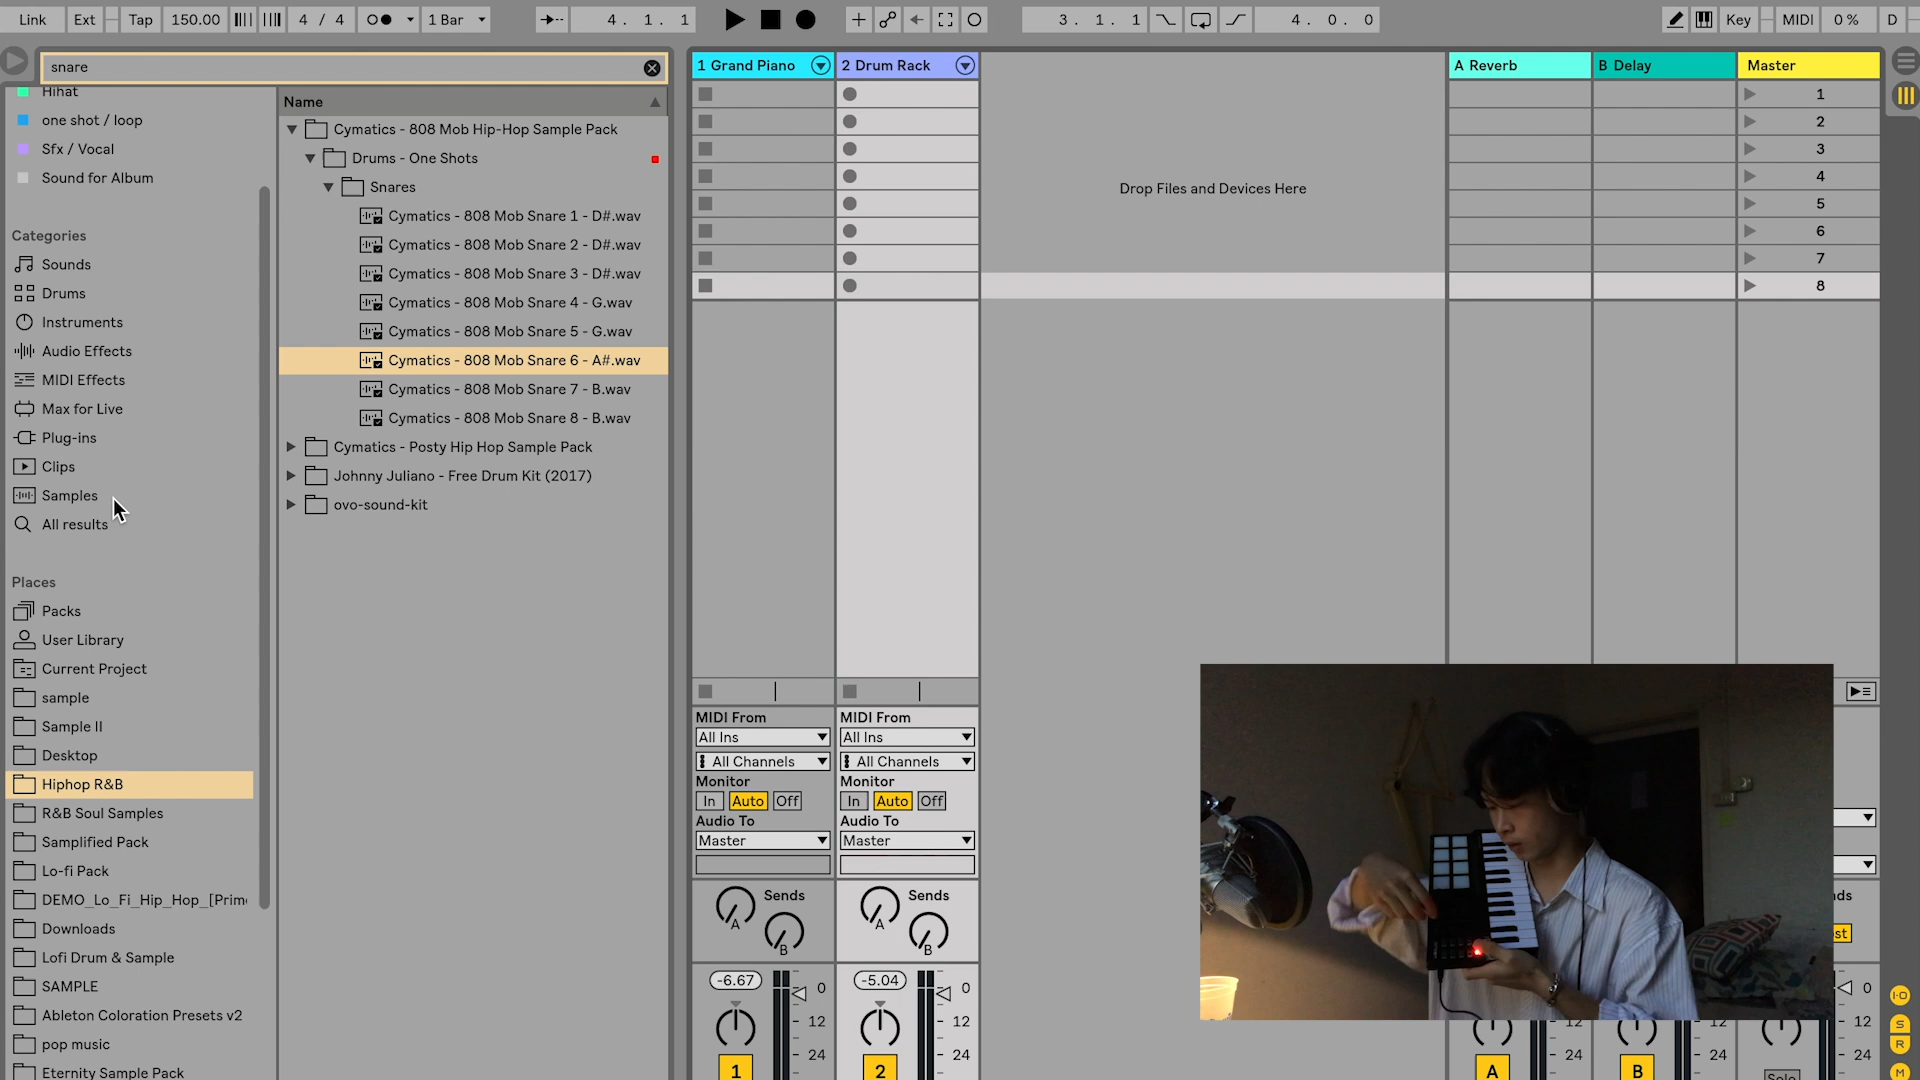 Link Ext Tap 150.00 4 / 4 1 Bar 4. 1. 1 3. 1. 1 4. 0. 0 Key MIDI 0 % D
snare
Hihat
one shot / loop
Sfx / Vocal
Sound for Album
Categories
Sounds
Drums
Instruments
Audio Effects
MIDI Effects
Max for Live
Plug-ins
Clips
Samples
All results
Places
Packs
User Library
Current Project
sample
Sample II
Desktop
Hiphop R&B
R&B Soul Samples
Samplified Pack
Lo-fi Pack
DEMO_Lo_Fi_Hip_Hop_[Prim
Downloads
Lofi Drum & Sample
SAMPLE
Ableton Coloration Presets v2
pop music
Eternity Sample Pack
Name
Cymatics - 808 Mob Hip-Hop Sample Pack
Drums - One Shots
Snares
Cymatics - 808 Mob Snare 1 - D#.wav
Cymatics - 808 Mob Snare 2 - D#.wav
Cymatics - 808 Mob Snare 3 - D#.wav
Cymatics - 808 Mob Snare 4 - G.wav
Cymatics - 808 Mob Snare 5 - G.wav
Cymatics - 808 Mob Snare 6 - A#.wav
Cymatics - 808 Mob Snare 7 - B.wav
Cymatics - 808 Mob Snare 8 - B.wav
Cymatics - Posty Hip Hop Sample Pack
Johnny Juliano - Free Drum Kit (2017)
ovo-sound-kit
1 Grand Piano 2 Drum Rack A Reverb B Delay Master
1
2
3
4
5
6
7
8
Drop Files and Devices Here
MIDI From MIDI From
All Ins All Ins
All Channels All Channels
Monitor Monitor
In Auto Off In Auto Off
Audio To Audio To
Master Master
Sends Sends
A B A B
-6.67 0 -5.04 0 0
12 12 12 12 12
24 24 24 24 24
1 2 A B Solo
I·O
S
R
M